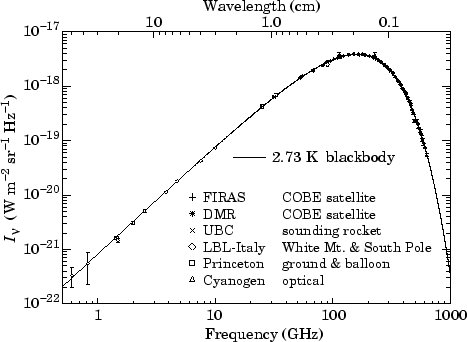 Wavelength (cm)
10 1.0 0.1
10−17
10−18
10−19
10−20
10−21
10−22
Iν (W m−2 sr−1 Hz−1)
2.73 K blackbody
FIRAS COBE satellite
DMR COBE satellite
UBC sounding rocket
LBL-Italy White Mt. & South Pole
Princeton ground & balloon
Cyanogen optical
1 10 100 1000
Frequency (GHz)